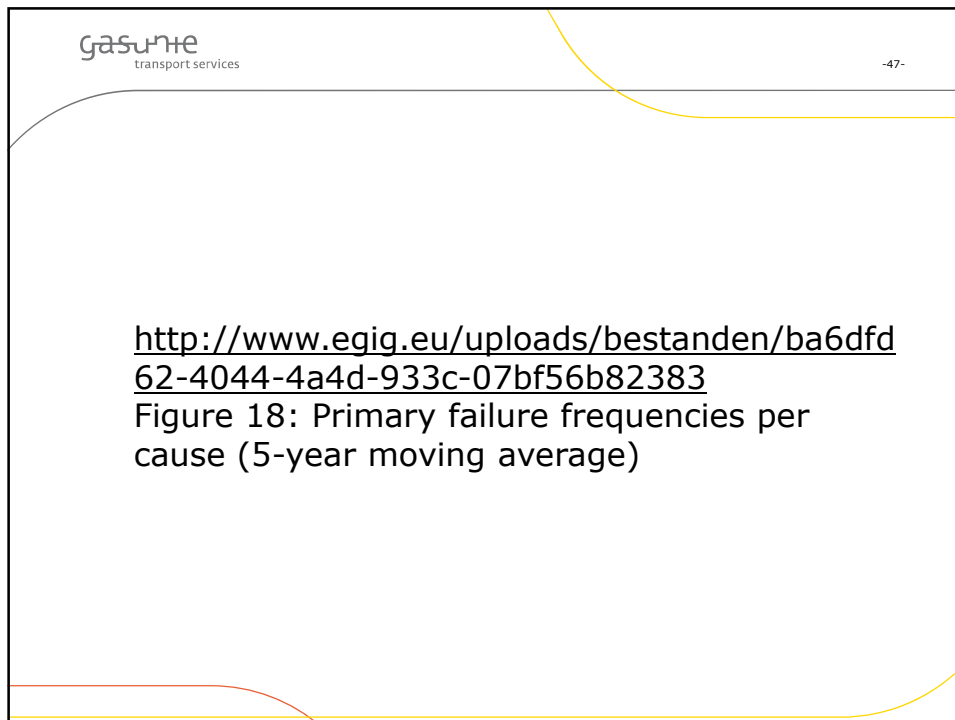 gasunie
transport services
-47-
http://www.egig.eu/uploads/bestanden/ba6dfd
62-4044-4a4d-933c-07bf56b82383
Figure 18: Primary failure frequencies per
cause (5-year moving average)